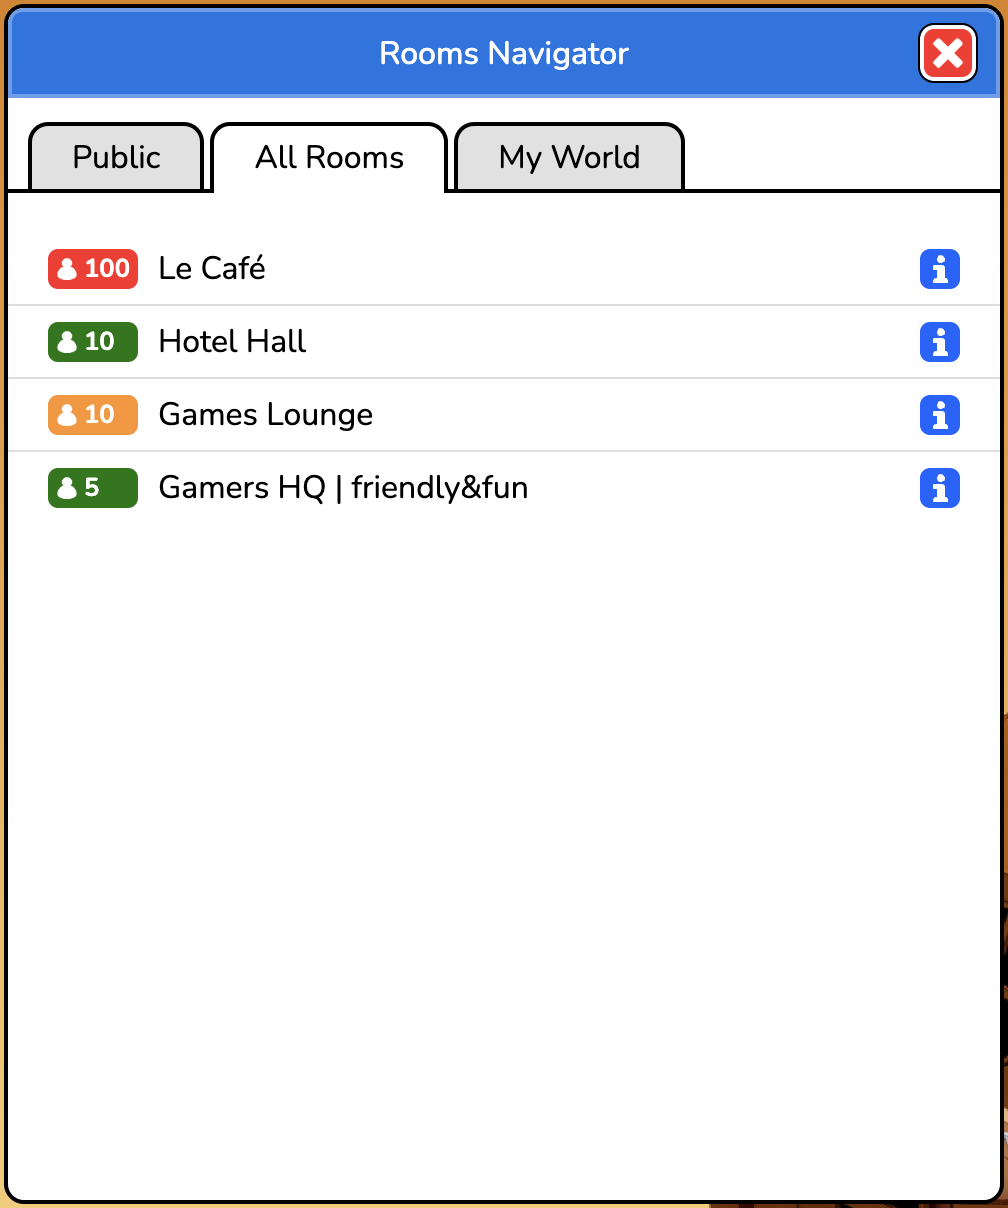 Rooms Navigator
Public
All Rooms
My World
100 Le Café
10 Hotel Hall
10 Games Lounge
5 Gamers HQ | friendly&fun